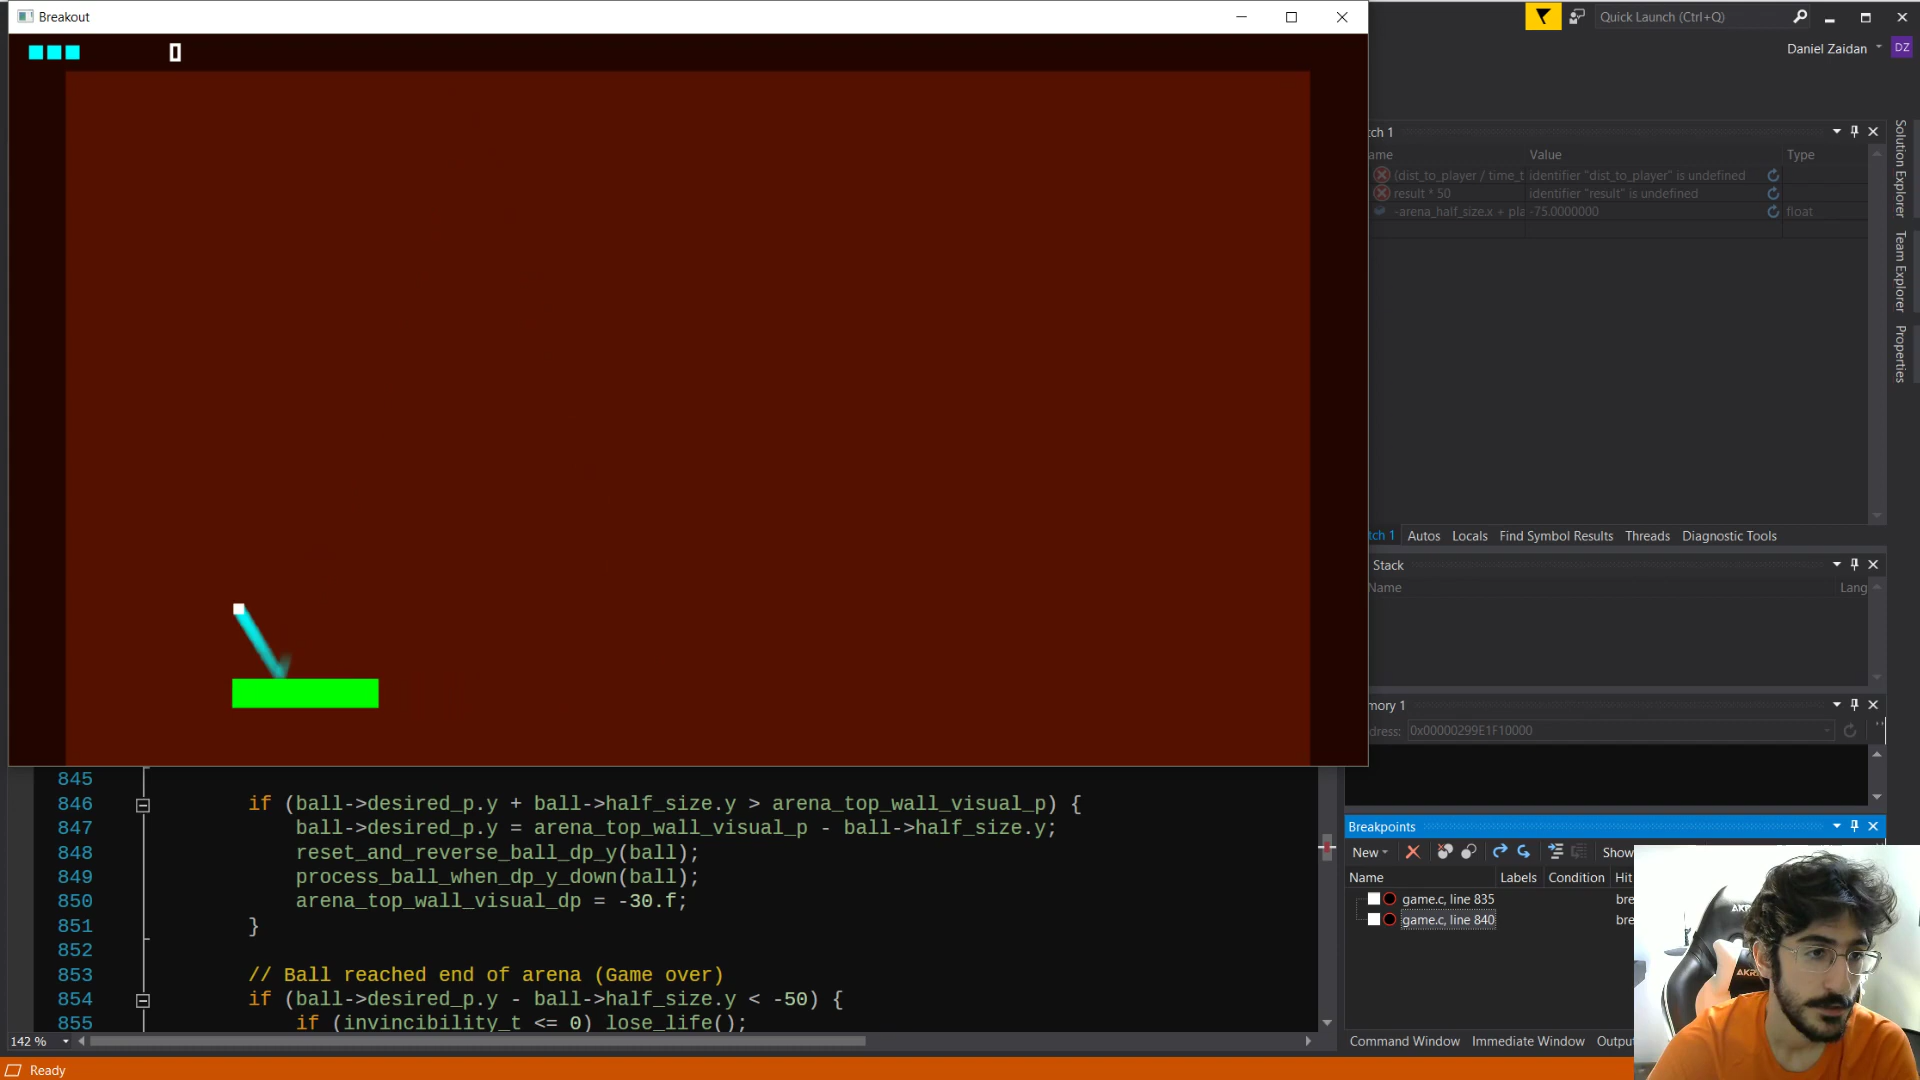 Breakout
0
Quick Launch (Ctrl+Q)
Daniel Zaidan
DZ
tch 1
ame Value Type
(dist_to_player / time_t identifier "dist_to_player" is undefined
result * 50 identifier "result" is undefined
-arena_half_size.x + pla -75.0000000 float
Solution Explorer
Team Explorer
Properties
tch 1 Autos Locals Find Symbol Results Threads Diagnostic Tools
Stack
Name Lang
mory 1
dress: 0x00000299E1F10000
845
846 if (ball->desired_p.y + ball->half_size.y > arena_top_wall_visual_p) {
847 ball->desired_p.y = arena_top_wall_visual_p - ball->half_size.y;
848 reset_and_reverse_ball_dp_y(ball);
849 process_ball_when_dp_y_down(ball);
850 arena_top_wall_visual_dp = -30.f;
851 }
852
853 // Ball reached end of arena (Game over)
854 if (ball->desired_p.y - ball->half_size.y < -50) {
855 if (invincibility_t <= 0) lose_life();
142 %
Breakpoints
New Show
Name Labels Condition Hit
game.c, line 835 bre
game.c, line 840 bre
Command Window Immediate Window Outpu
Ready